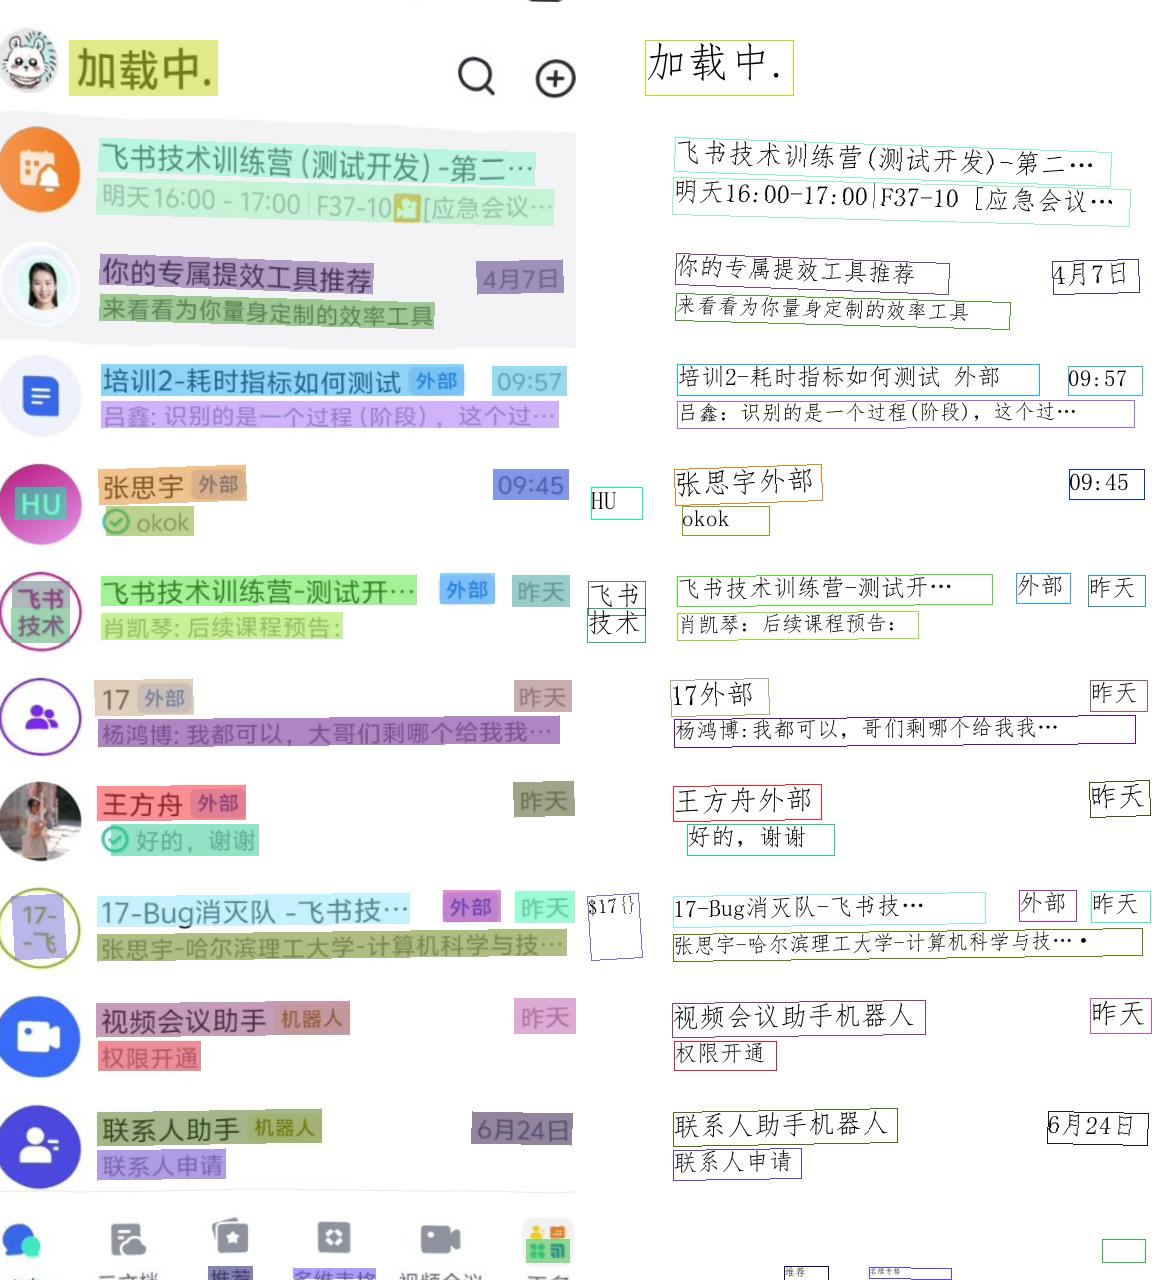 加载中.
加载中.
飞书技术训练营 (测试开发) -第二…
飞书技术训练营(测试开发)-第二…
明天16:00 - 17:00 | F37-10 [应急会议…
明天16:00-17:00|F37-10 [应急会议…
你的专属提效工具推荐 4月7日
你的专属提效工具推荐 4月7日
来看看为你量身定制的效率工具
来看看为你量身定制的效率工具
培训2-耗时指标如何测试 外部 09:57
培训2-耗时指标如何测试 外部 09:57
吕鑫: 识别的是一个过程 (阶段) ，这个过…
吕鑫: 识别的是一个过程(阶段)，这个过…
HU 张思宇 外部 09:45
HU 张思宇外部 09:45
okok
okok
飞书技术 飞书技术训练营-测试开… 外部 昨天
飞书技术 飞书技术训练营-测试开… 外部 昨天
肖凯琴: 后续课程预告:
肖凯琴: 后续课程预告:
17 外部 昨天
17外部 昨天
杨鸿博: 我都可以，大哥们剩哪个给我我…
杨鸿博:我都可以，哥们剩哪个给我我…
王方舟 外部 昨天
王方舟外部 昨天
好的，谢谢
好的，谢谢
17--飞 17-Bug消灭队 -飞书技… 外部 昨天
$17{} 17-Bug消灭队-飞书技… 外部 昨天
张思宇-哈尔滨理工大学-计算机科学与技…
张思宇-哈尔滨理工大学-计算机科学与技…•
视频会议助手 机器人 昨天
视频会议助手机器人 昨天
权限开通
权限开通
联系人助手 机器人 6月24日
联系人助手机器人 6月24日
联系人申请
联系人申请
推荐 多维表格 视频会议
推荐